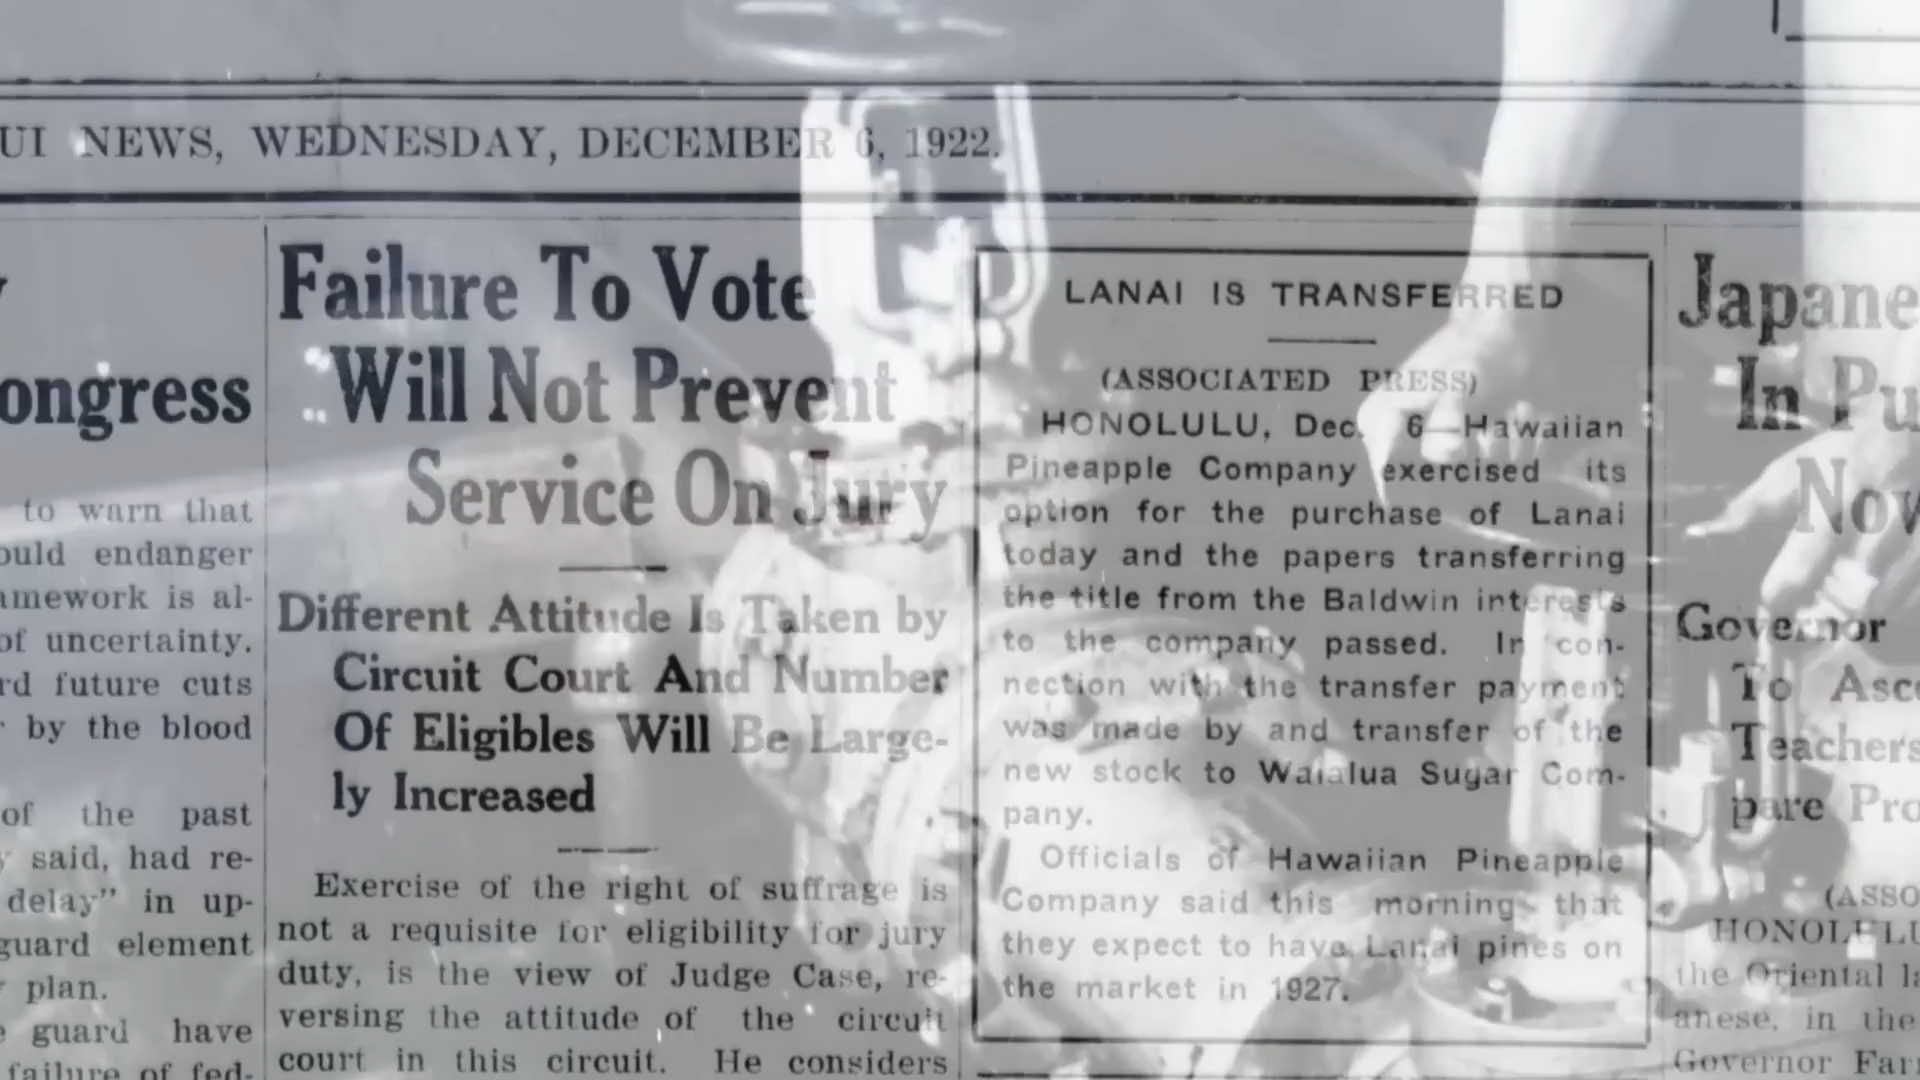 UI NEWS, WEDNESDAY, DECEMBER 6, 1922.
ongress
to warn that
ould endanger
amework is al-
of uncertainty.
rd future cuts
r by the blood
of the past
y said, had re-
delay" in up-
guard element
plan.
e guard have
failure of fed-
Failure To Vote
Will Not Prevent
Service On Jury
Different Attitude Is Taken by
Circuit Court And Number
Of Eligibles Will Be Large-
ly Increased
Exercise of the right of suffrage is
not a requisite for eligibility for jury
duty, is the view of Judge Case, re-
versing the attitude of the circuit
court in this circuit. He considers
LANAI IS TRANSFERRED
(ASSOCIATED PRESS)
HONOLULU, Dec. 6—Hawaiian
Pineapple Company exercised its
option for the purchase of Lanai
today and the papers transferring
the title from the Baldwin interests
to the company passed. In con-
nection with the transfer payment
was made by and transfer of the
new stock to Waialua Sugar Com-
pany.
Officials of Hawaiian Pineapple
Company said this morning that
they expect to have Lanai pines on
the market in 1927.
Japane
In Pu
Nov
Governor
To Asce
Teachers
pare Pro
(ASSO
HONOLULU
the Oriental la
anese, in the
Governor Farr